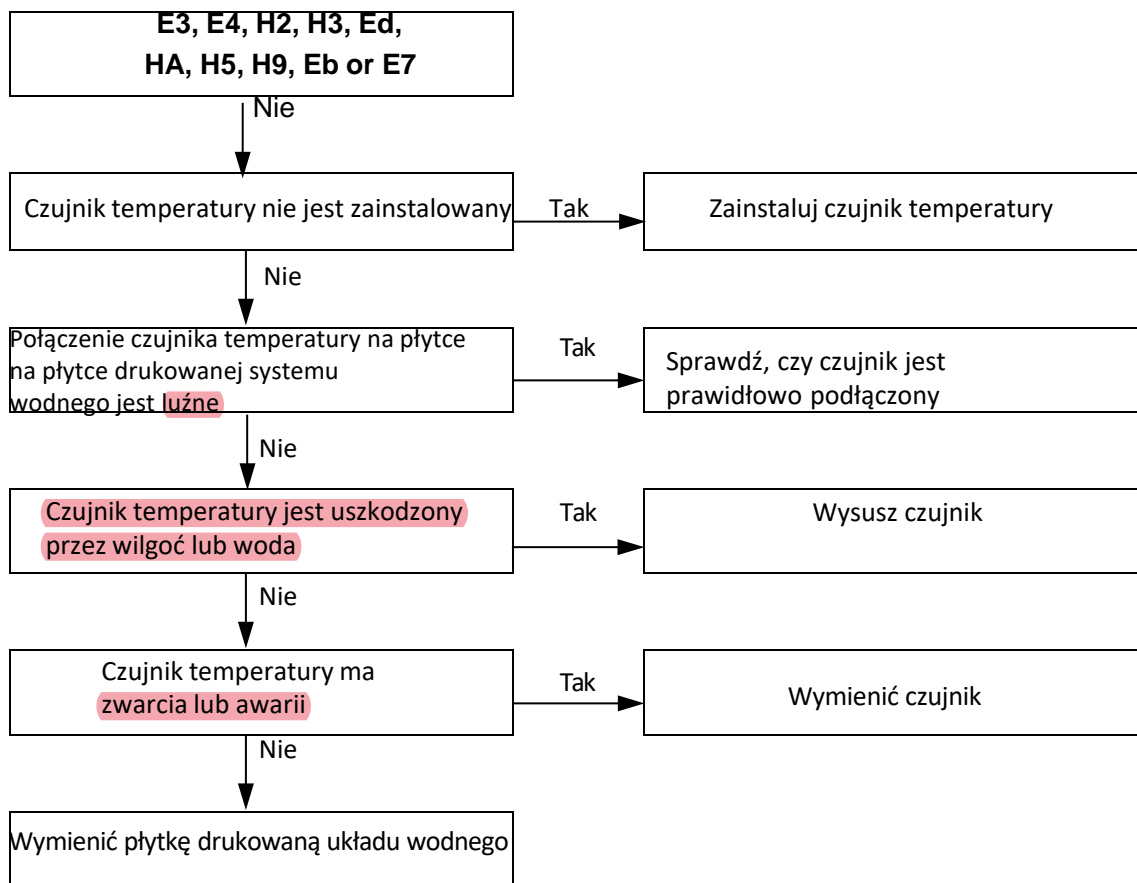 E3, E4, H2, H3, Ed,
HA, H5, H9, Eb or E7
Nie
Czujnik temperatury nie jest zainstalowany
Tak
Zainstaluj czujnik temperatury
Nie
Połączenie czujnika temperatury na płytce
na płytce drukowanej systemu
wodnego jest luźne
Tak
Sprawdź, czy czujnik jest
prawidłowo podłączony
Nie
Czujnik temperatury jest uszkodzony
przez wilgoć lub woda
Tak
Wysusz czujnik
Nie
Czujnik temperatury ma
zwarcia lub awarii
Tak
Wymienić czujnik
Nie
Wymienić płytkę drukowaną układu wodnego